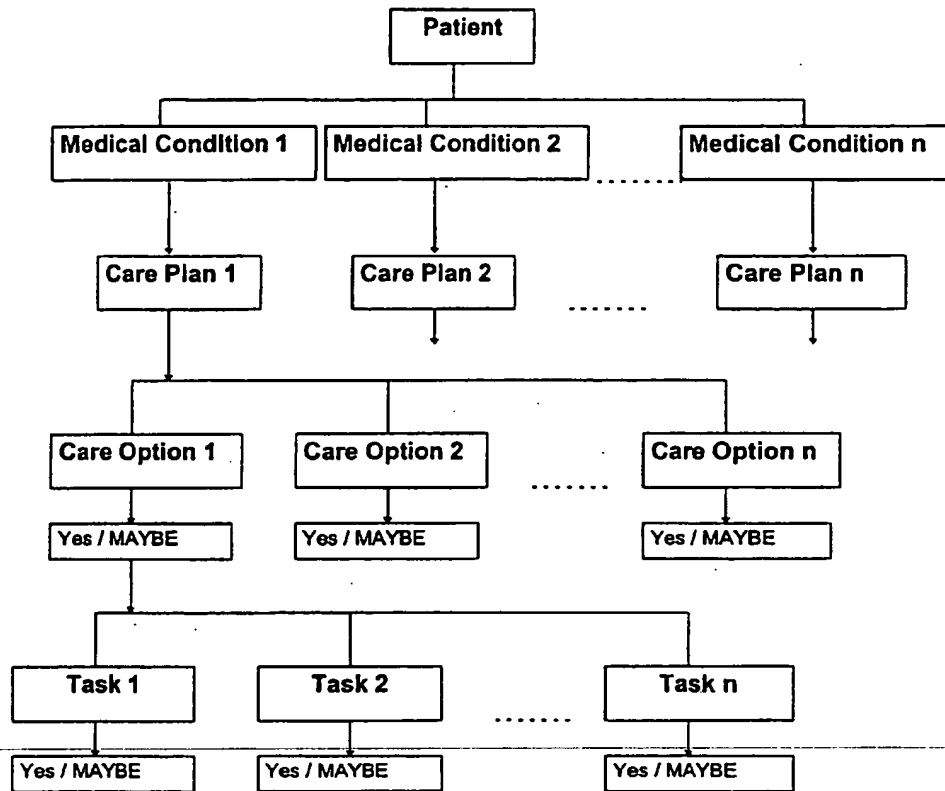 Patient
Medical Condition 1
Medical Condition 2
Medical Condition n
Care Plan 1
Care Plan 2
Care Plan n
Care Option 1
Care Option 2
Care Option n
Yes / MAYBE
Yes / MAYBE
Yes / MAYBE
Task 1
Task 2
Task n
Yes / MAYBE
Yes / MAYBE
Yes / MAYBE